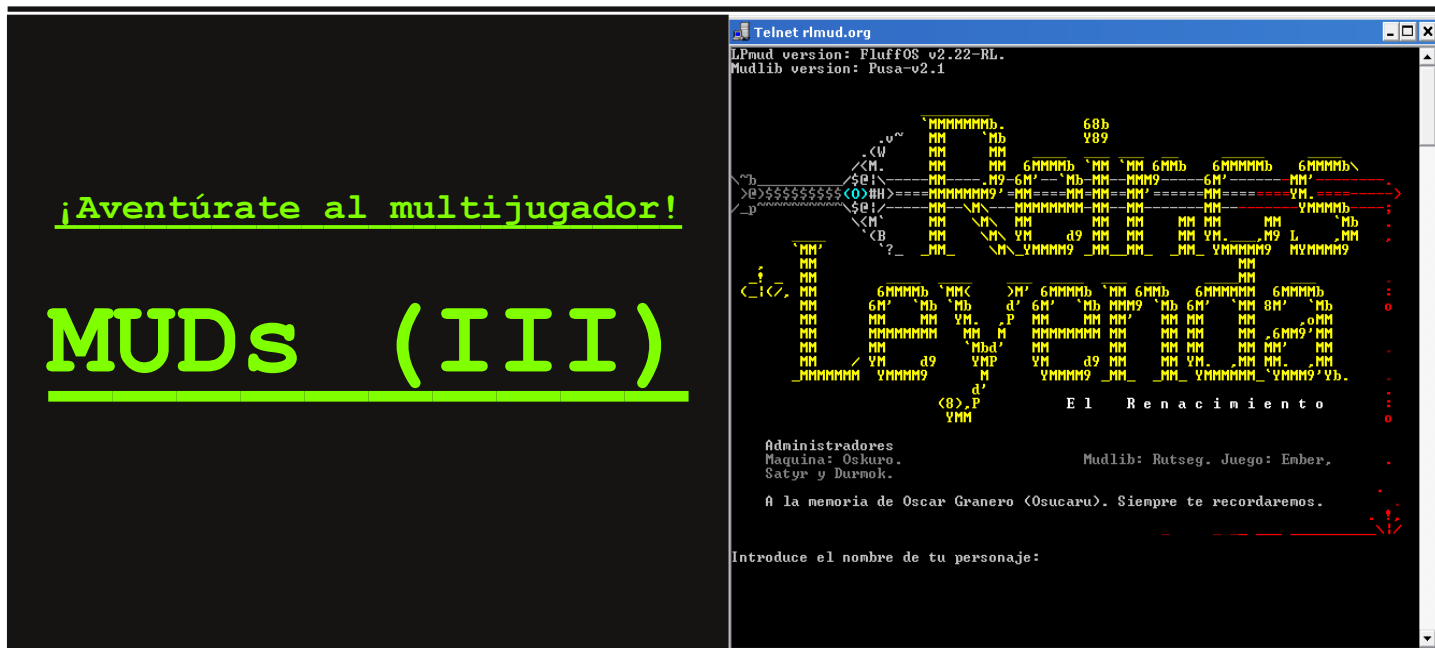 ¡Aventúrate al multijugador!
MUDs (III)
Telnet rlmud.org
LPmud version: FluffOS v2.22-RL.
Mudlib version: Pusa-v2.1
Reinos
Leyenda
El Renacimiento
Administradores
Maquina: Oskuro. Mudlib: Rutseg. Juego: Ember,
Satyr y Durmok.
A la memoria de Oscar Granero (Osucaru). Siempre te recordaremos.
Introduce el nombre de tu personaje: